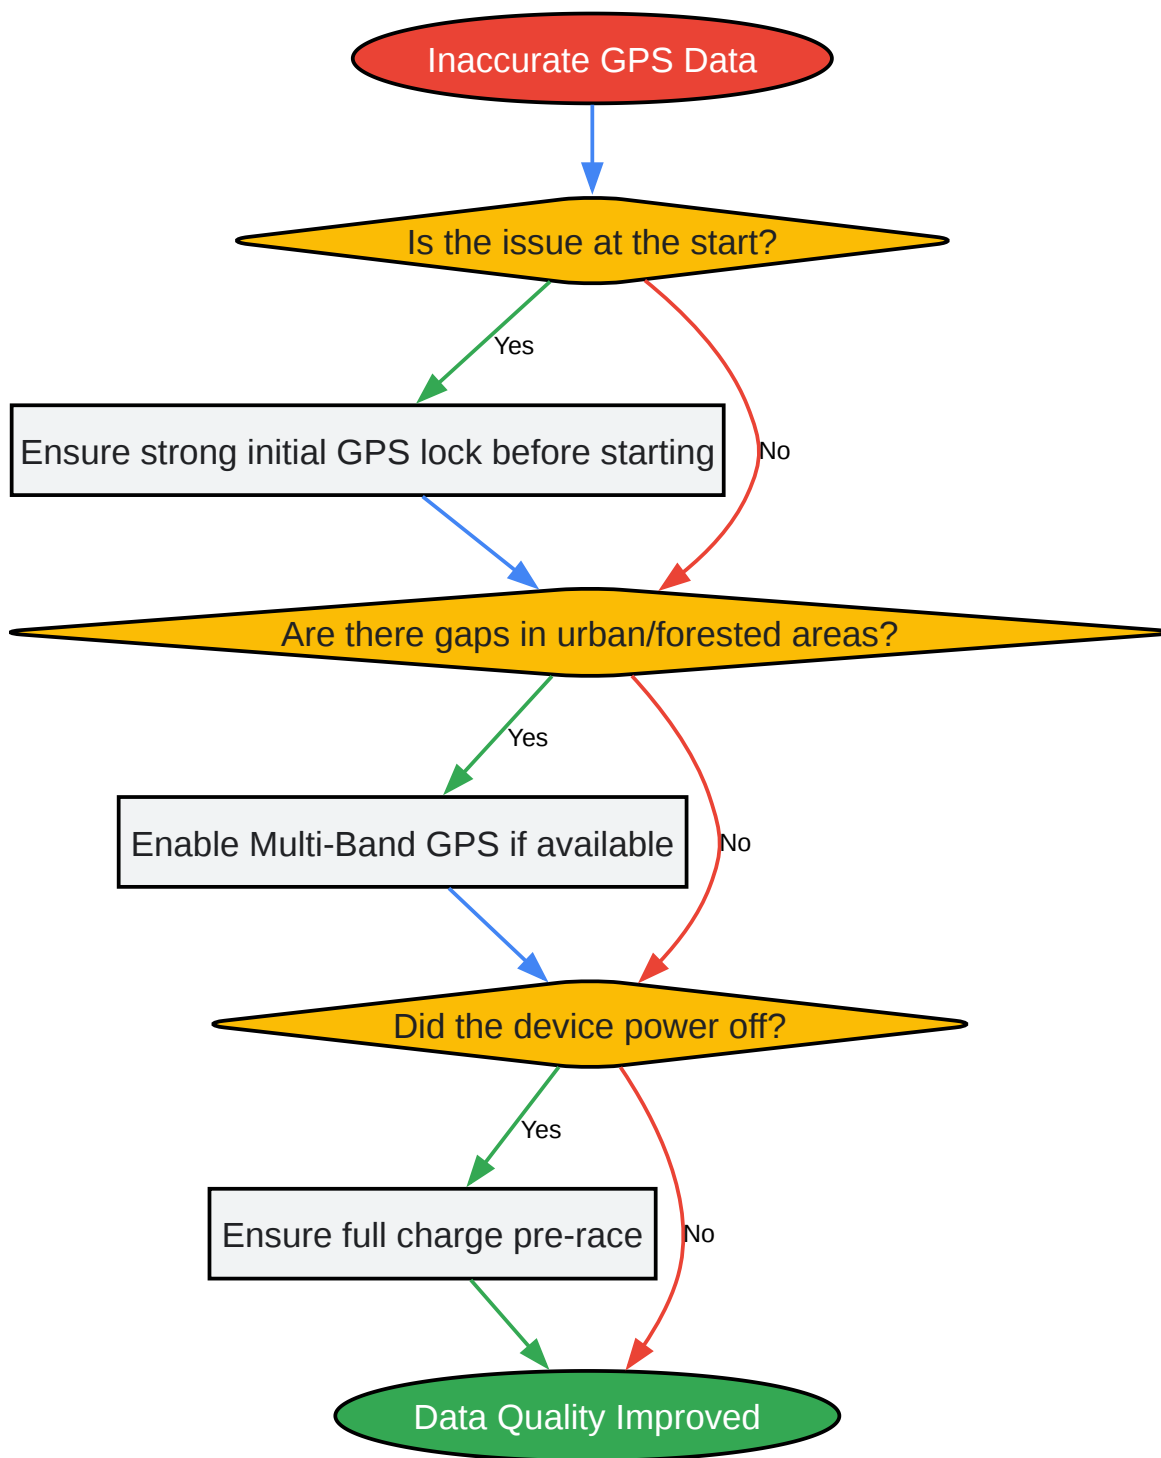 Inaccurate GPS Data
Is the issue at the start?
Yes
Ensure strong initial GPS lock before starting
No
Are there gaps in urban/forested areas?
Yes
Enable Multi-Band GPS if available
No
Did the device power off?
Yes
Ensure full charge pre-race
No
Data Quality Improved